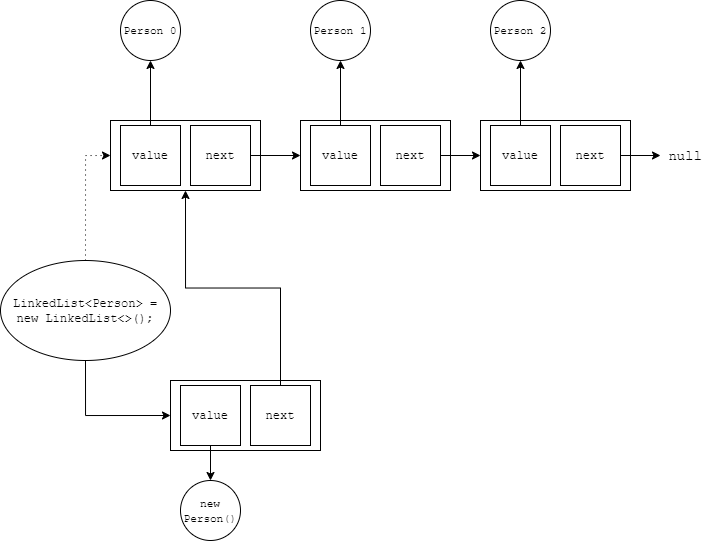 Person 0
Person 1
Person 2
value
next
value
next
value
next
null
LinkedList<Person> =
new LinkedList<>();
value
next
new
Person()